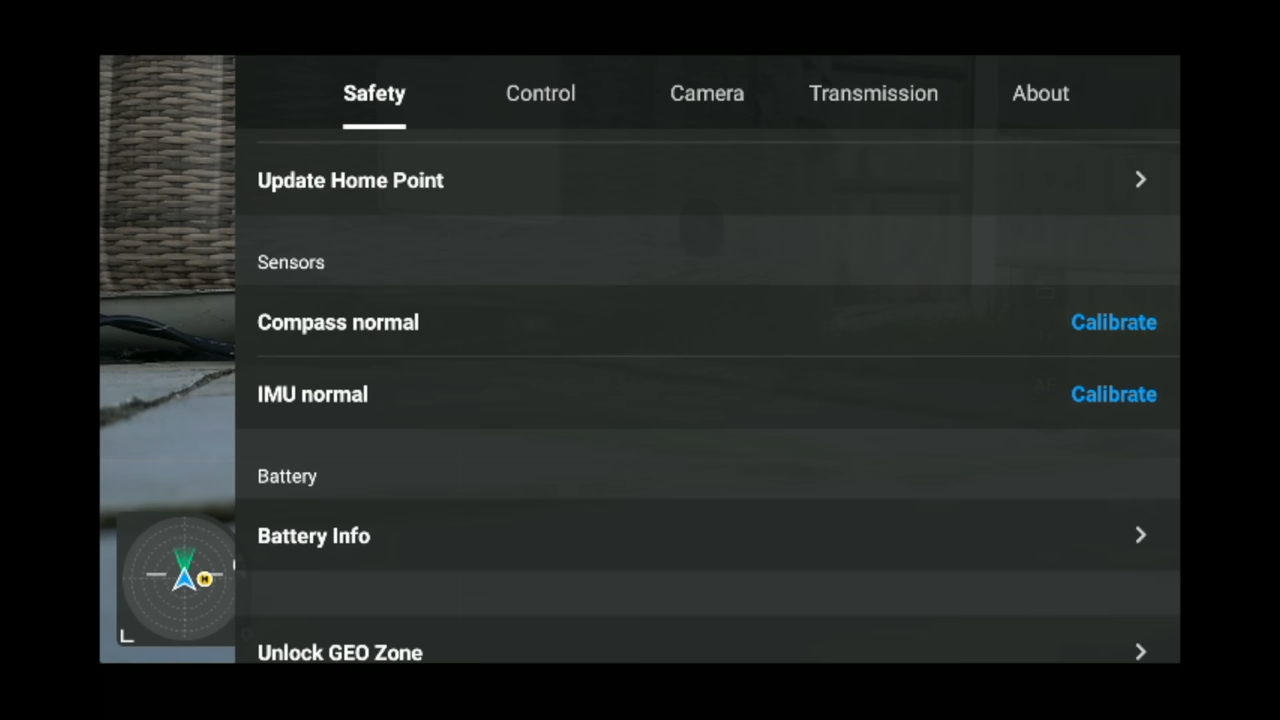 Safety Control Camera Transmission About
Update Home Point
Sensors
Compass normal Calibrate
IMU normal Calibrate
Battery
Battery Info
H
Unlock GEO Zone